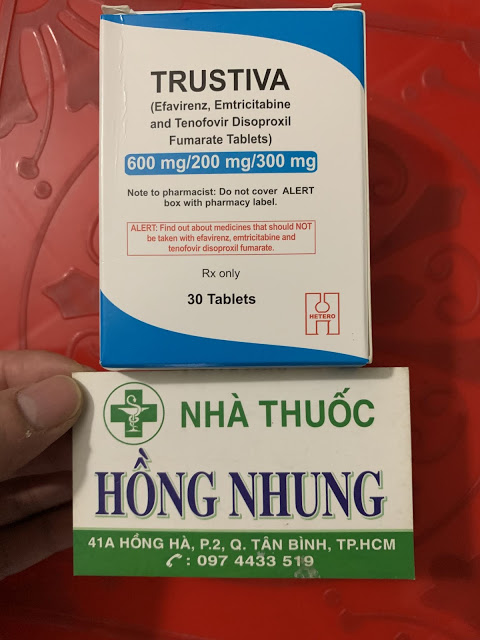 TRUSTIVA
(Efavirenz, Emtricitabine
and Tenofovir Disoproxil
Fumarate Tablets)
600 mg/200 mg/300 mg
Note to pharmacist: Do not cover ALERT
box with pharmacy label.
ALERT: Find out about medicines that should NOT
be taken with efavirenz, emtricitabine and
tenofovir disoproxil fumarate.
Rx only
30 Tablets
HETERO
NHÀ THUỐC
HỒNG NHUNG
41A HỒNG HÀ, P.2, Q. TÂN BÌNH, TP.HCM
: 097 4433 519